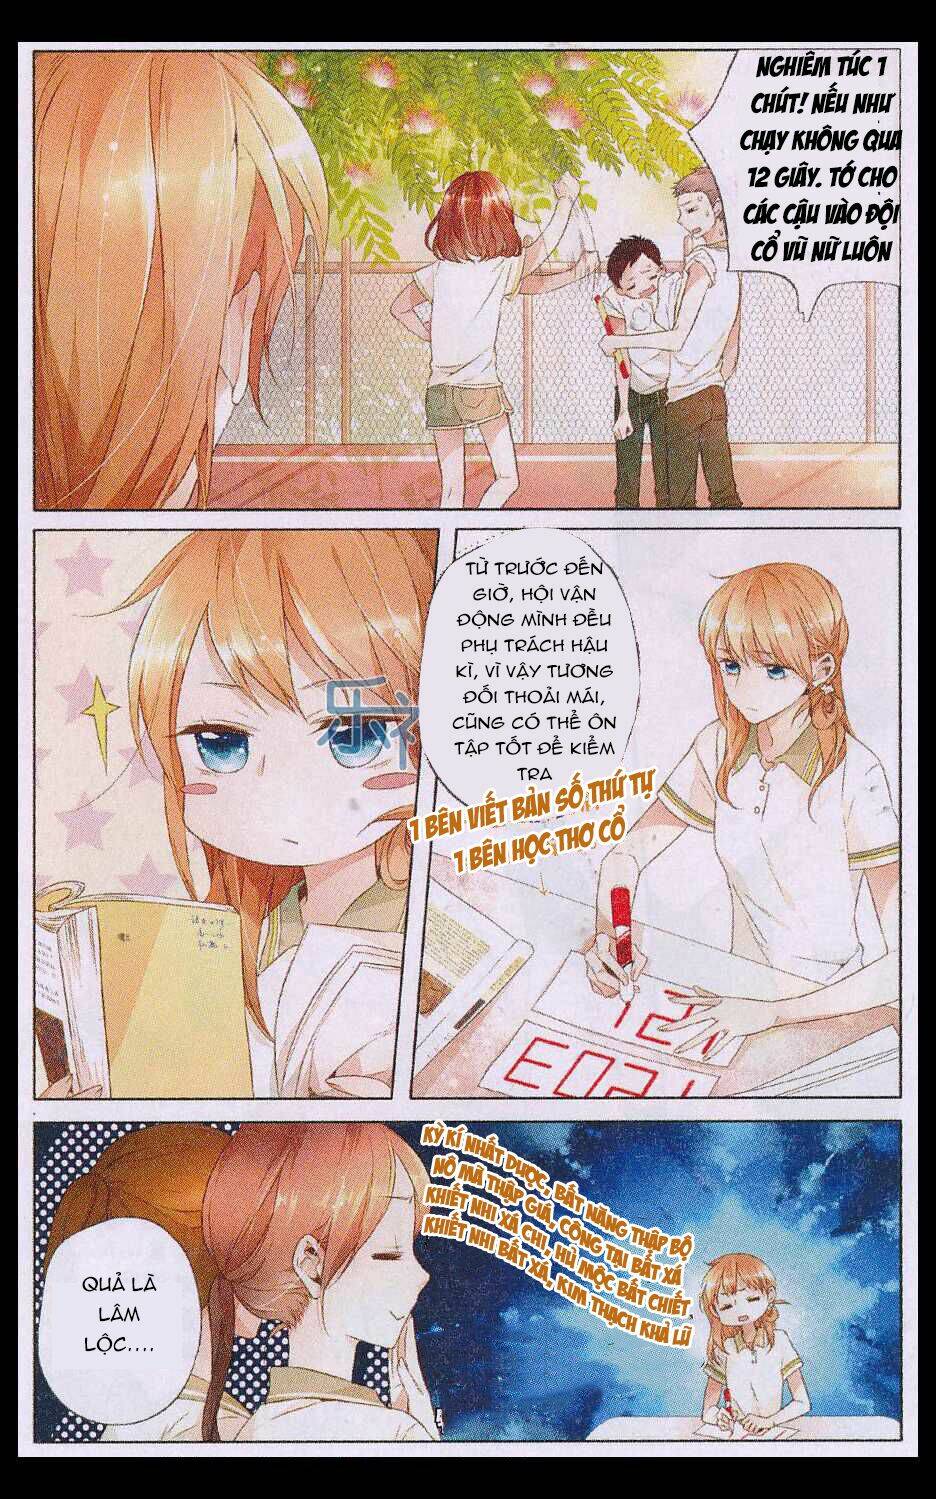 NGHIÊM TÚC 1
CHÚT! NẾU NHƯ
CHẠY KHÔNG QUA
12 GIÂY. TỚ CHO
CÁC CẬU VÀO ĐỘI
CỔ VŨ NỮ LUÔN
TỪ TRƯỚC ĐẾN
GIỜ, HỘI VẬN
ĐỘNG MÌNH ĐỀU
PHỤ TRÁCH HẬU
KÌ, VÌ VẬY TƯƠNG
ĐỐI THOẢI MÁI,
CŨNG CÓ THỂ ÔN
TẬP TỐT ĐỂ KIỂM
TRA
1 BÊN VIẾT BẢN SỐ THỨ TỰ
1 BÊN HỌC THƠ CỔ
E021
KỲ KÍ NHẤT DƯỢC, BẤT NĂNG THẬP BỘ
NÔ MÃ THẬP GIÁ, CÔNG TẠI BẤT XÁ
KHIẾT NHI XÁ CHI, HỦ MỘC BẤT CHIẾT
KHIẾT NHI BẤT XÁ, KIM THẠCH KHẢ LŨ
QUẢ LÀ
LÂM
LỘC....